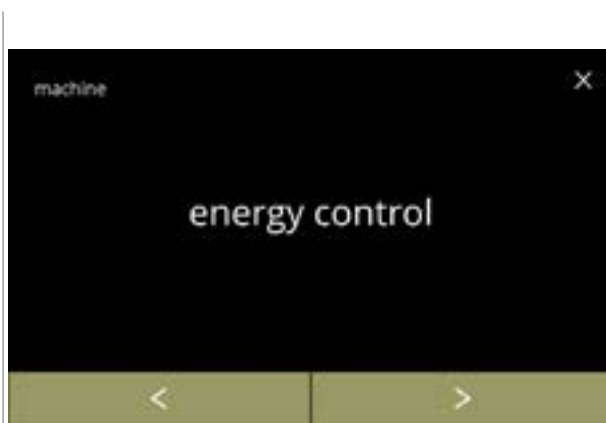 machine ×
energy control
< >